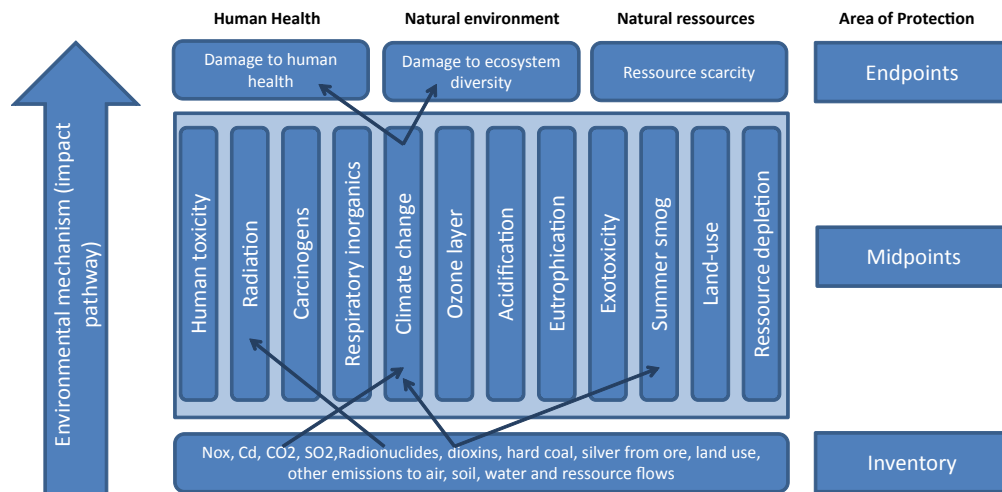 Human Health
Natural environment
Natural ressources
Area of Protection
Damage to human
health
Damage to ecosystem
diversity
Ressource scarcity
Endpoints
Environmental mechanism (impact
pathway)
Human toxicity
Radiation
Carcinogens
Respiratory inorganics
Climate change
Ozone layer
Acidification
Eutrophication
Exotoxicity
Summer smog
Land-use
Ressource depletion
Midpoints
Nox, Cd, CO2, SO2,Radionuclides, dioxins, hard coal, silver from ore, land use,
other emissions to air, soil, water and ressource flows
Inventory